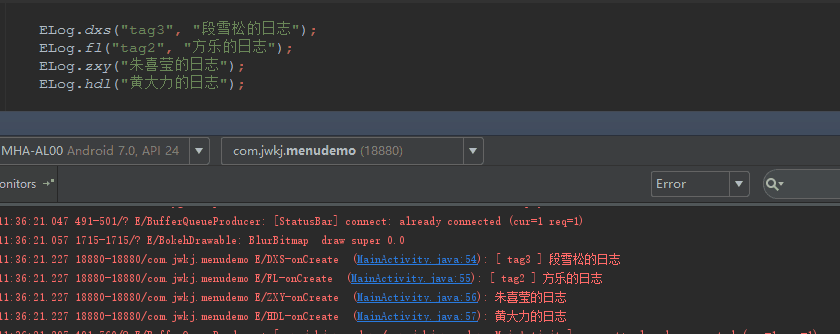 ELog.dxs("tag3", "段雪松的日志");
ELog.fl("tag2", "方乐的日志");
ELog.zxy("朱喜莹的日志");
ELog.hdl("黄大力的日志");
MHA-AL00 Android 7.0, API 24
com.jwkj.menudemo (18880)
onitors
Error
11:36:21.047 491-501/? E/BufferQueueProducer: [StatusBar] connect: already connected (cur=1 req=1)
11:36:21.057 1715-1715/? E/BokehDrawable: BlurBitmap draw super 0.0
11:36:21.227 18880-18880/com.jwkj.menudemo E/DXS-onCreate (MainActivity.java:54): [ tag3 ] 段雪松的日志
11:36:21.227 18880-18880/com.jwkj.menudemo E/FL-onCreate (MainActivity.java:55): [ tag2 ] 方乐的日志
11:36:21.227 18880-18880/com.jwkj.menudemo E/ZXY-onCreate (MainActivity.java:56): 朱喜莹的日志
11:36:21.227 18880-18880/com.jwkj.menudemo E/HDL-onCreate (MainActivity.java:57): 黄大力的日志